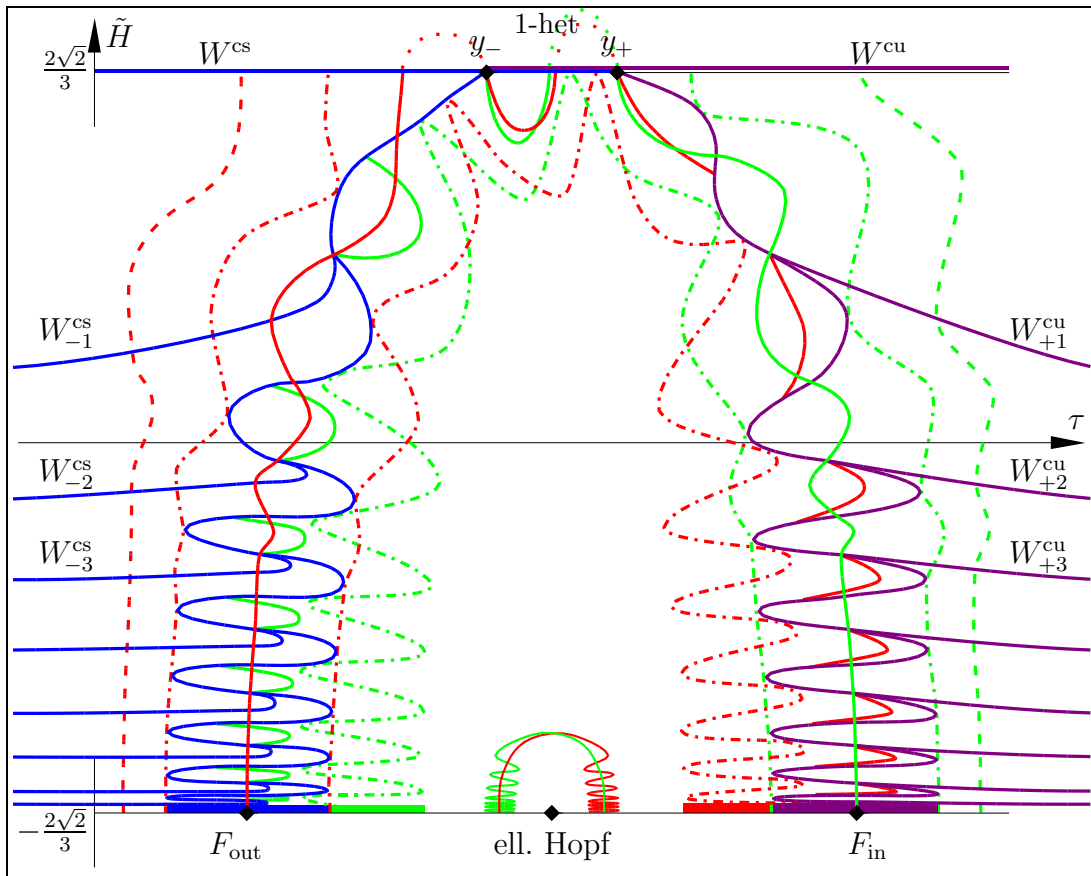 H̃ 1-het
2√2/3 W^cs y_- y_+ W^cu
W^cs_-1 W^cu_+1
τ
W^cs_-2 W^cu_+2
W^cs_-3 W^cu_+3
-2√2/3 F_out ell. Hopf F_in